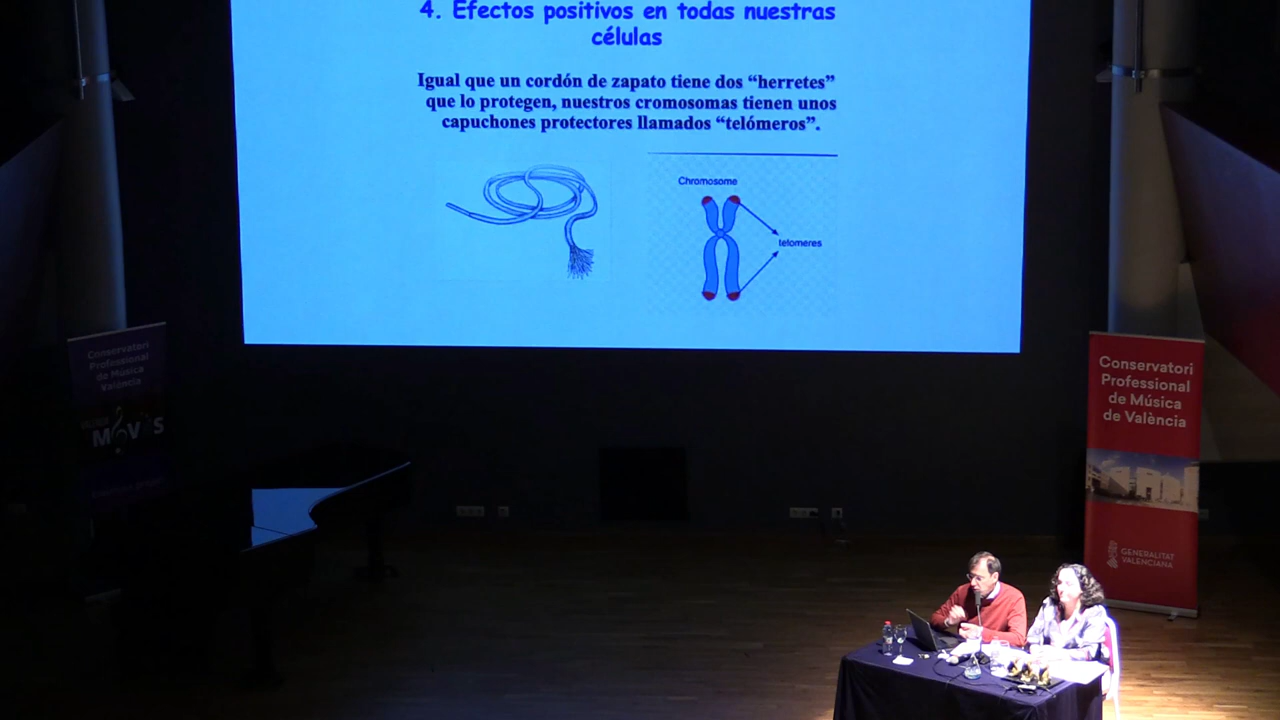 4. Efectos positivos en todas nuestras
células
Igual que un cordón de zapato tiene dos “herretes”
que lo protegen, nuestros cromosomas tienen unos
capuchones protectores llamados “telómeros”.
Chromosome
telomeres
Conservatori
Professional
de Música
València
Conservatori
Professional
de Música
de València
GENERALITAT
VALENCIANA